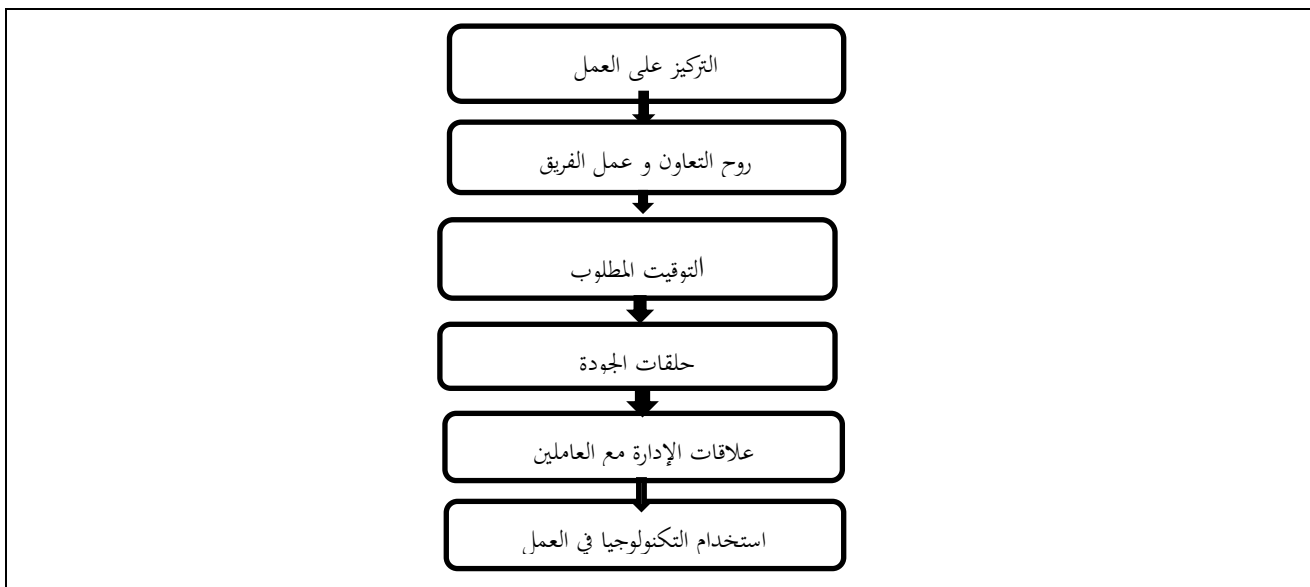 التركيز على العمل
روح التعاون و عمل الفريق
التوقيت المطلوب
حلقات الجودة
علاقات الإدارة مع العاملين
استخدام التكنولوجيا في العمل